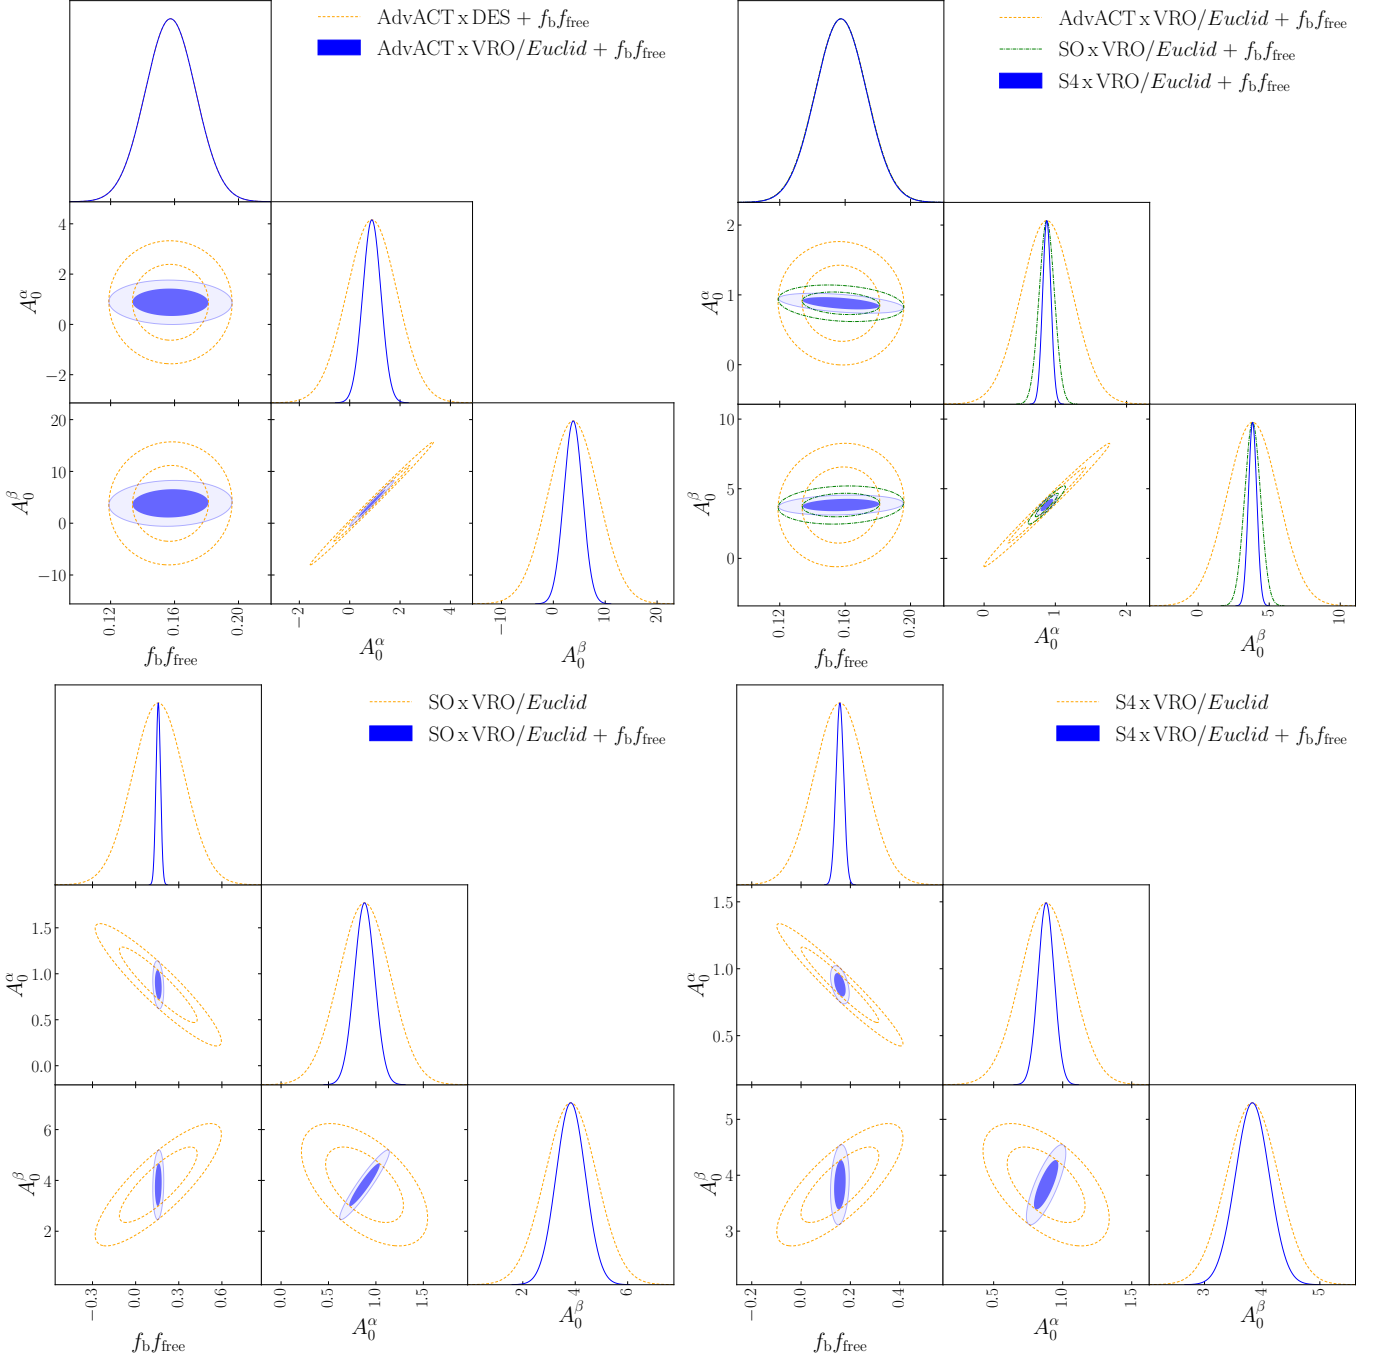 AdvACT x DES + f_b f_free
AdvACT x VRO/Euclid + f_b f_free
4
2
0
−2
A_0^α
20
10
0
−10
A_0^β
0.12 0.16 0.20
f_b f_free
−2 0 2 4
A_0^α
−10 0 10 20
A_0^β
AdvACT x VRO/Euclid + f_b f_free
SO x VRO/Euclid + f_b f_free
S4 x VRO/Euclid + f_b f_free
2
1
0
A_0^α
10
5
0
A_0^β
0.12 0.16 0.20
f_b f_free
0 1 2
A_0^α
0 5 10
A_0^β
SO x VRO/Euclid
SO x VRO/Euclid + f_b f_free
1.5
1.0
0.5
0.0
A_0^α
6
4
2
A_0^β
−0.3 0.0 0.3 0.6
f_b f_free
0.0 0.5 1.0 1.5
A_0^α
2 4 6
A_0^β
S4 x VRO/Euclid
S4 x VRO/Euclid + f_b f_free
1.5
1.0
0.5
A_0^α
5
4
3
A_0^β
−0.2 0.0 0.2 0.4
f_b f_free
0.5 1.0 1.5
A_0^α
3 4 5
A_0^β